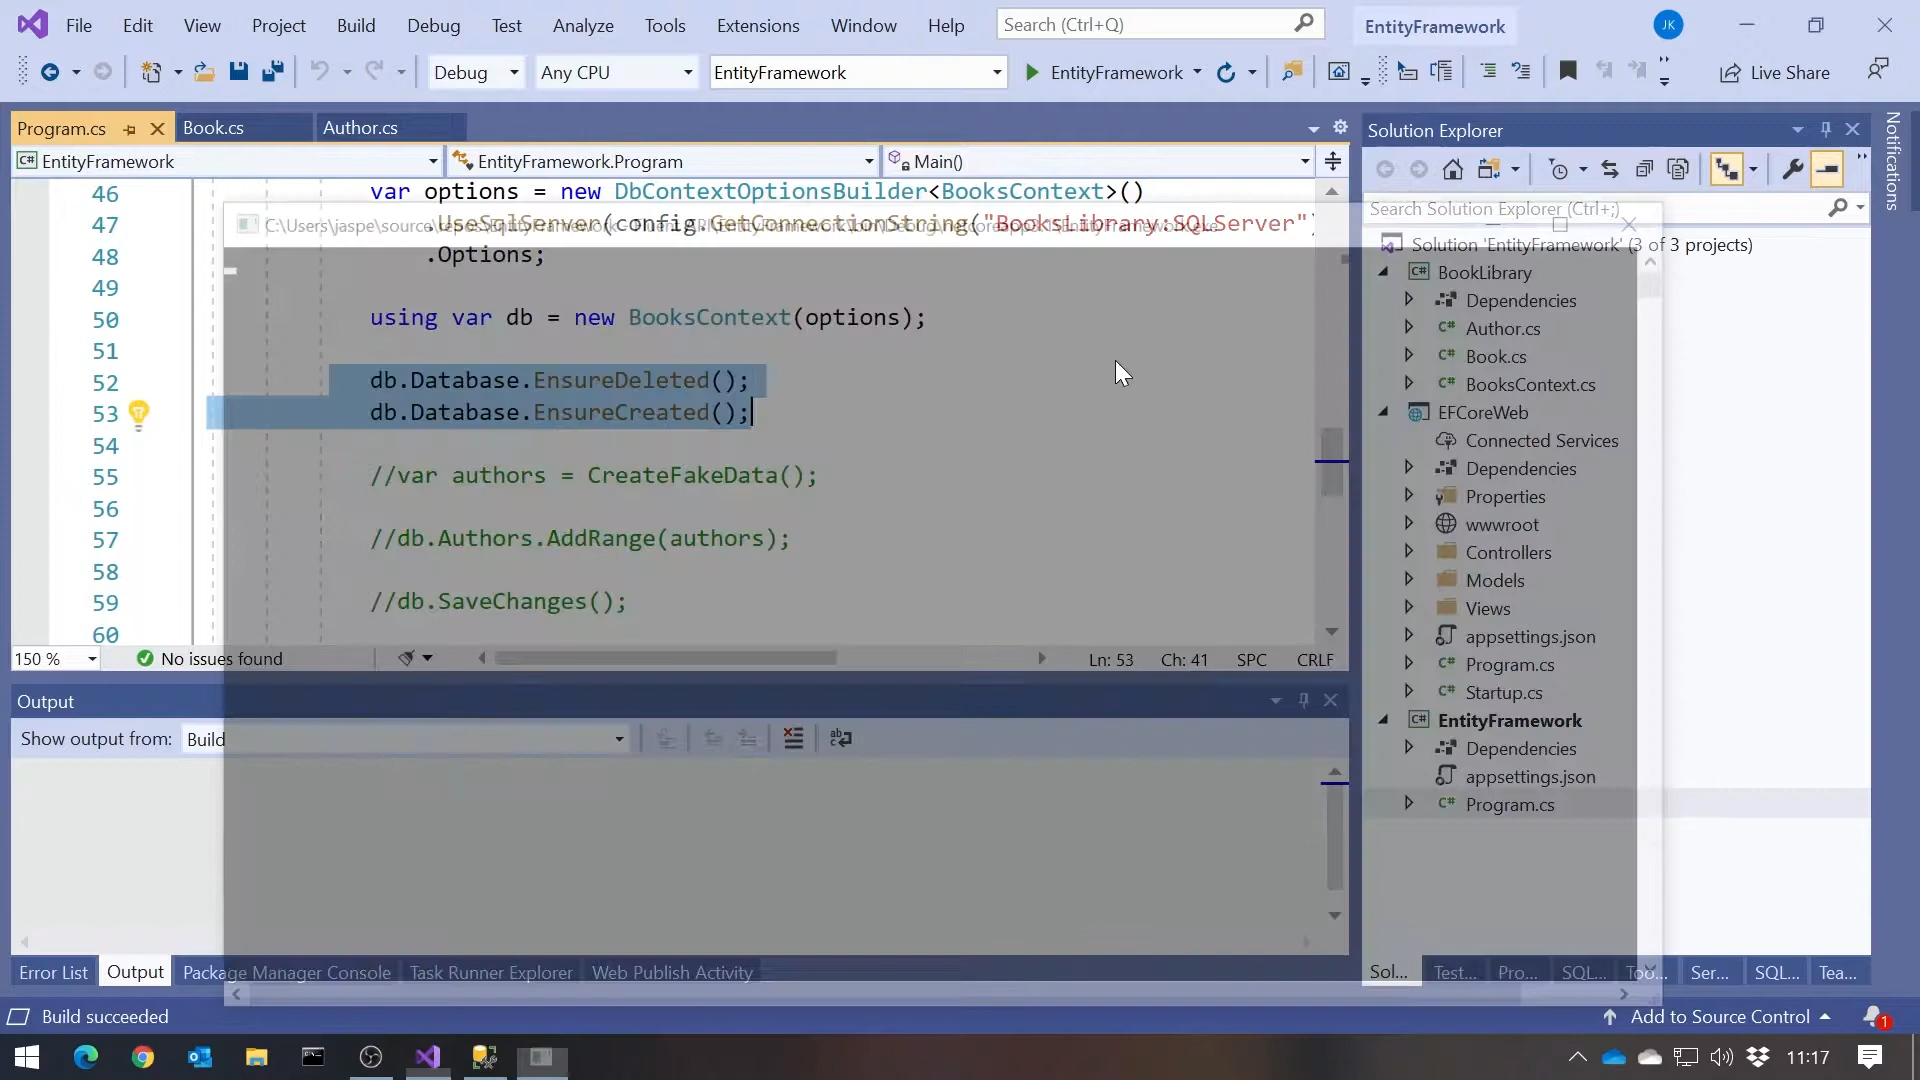 File Edit View Project Build Debug Test Analyze Tools Extensions Window Help Search (Ctrl+Q) EntityFramework JK
Debug Any CPU EntityFramework EntityFramework Live Share
Program.cs Book.cs Author.cs
EntityFramework EntityFramework.Program Main()
46 var options = new DbContextOptionsBuilder<BooksContext>()
47 .UseSqlServer(config.GetConnectionString("BooksLibrary:SQLServer")
48 .Options;
49
50 using var db = new BooksContext(options);
51
52 db.Database.EnsureDeleted();
53 db.Database.EnsureCreated();
54
55 //var authors = CreateFakeData();
56
57 //db.Authors.AddRange(authors);
58
59 //db.SaveChanges();
60
150 % No issues found Ln: 53 Ch: 41 SPC CRLF
Output
Show output from: Build
Error List Output Package Manager Console Task Runner Explorer Web Publish Activity
Solution Explorer
Search Solution Explorer (Ctrl+;)
Solution 'EntityFramework' (3 of 3 projects)
BookLibrary
Dependencies
Author.cs
Book.cs
BooksContext.cs
EFCoreWeb
Connected Services
Dependencies
Properties
wwwroot
Controllers
Models
Views
appsettings.json
Program.cs
Startup.cs
EntityFramework
Dependencies
appsettings.json
Program.cs
Sol... Test... Pro... SQL... Too... Ser... SQL... Tea...
Notifications
Build succeeded Add to Source Control 1
11:17